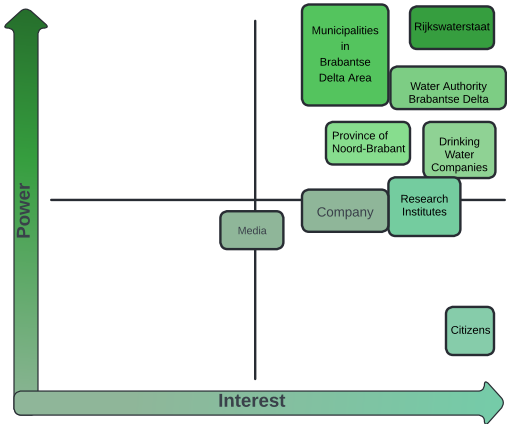 Municipalities
in
Brabantse
Delta Area
Rijkswaterstaat
Water Authority
Brabantse Delta
Province of
Noord-Brabant
Drinking
Water
Companies
Power
Company
Research
Institutes
Media
Citizens
Interest